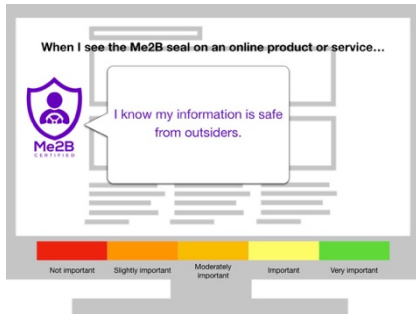 When I see the Me2B seal on an online product or service…
I know my information is safe
from outsiders.
Me2B
CERTIFIED
Not important
Slightly important
Moderately
important
Important
Very important